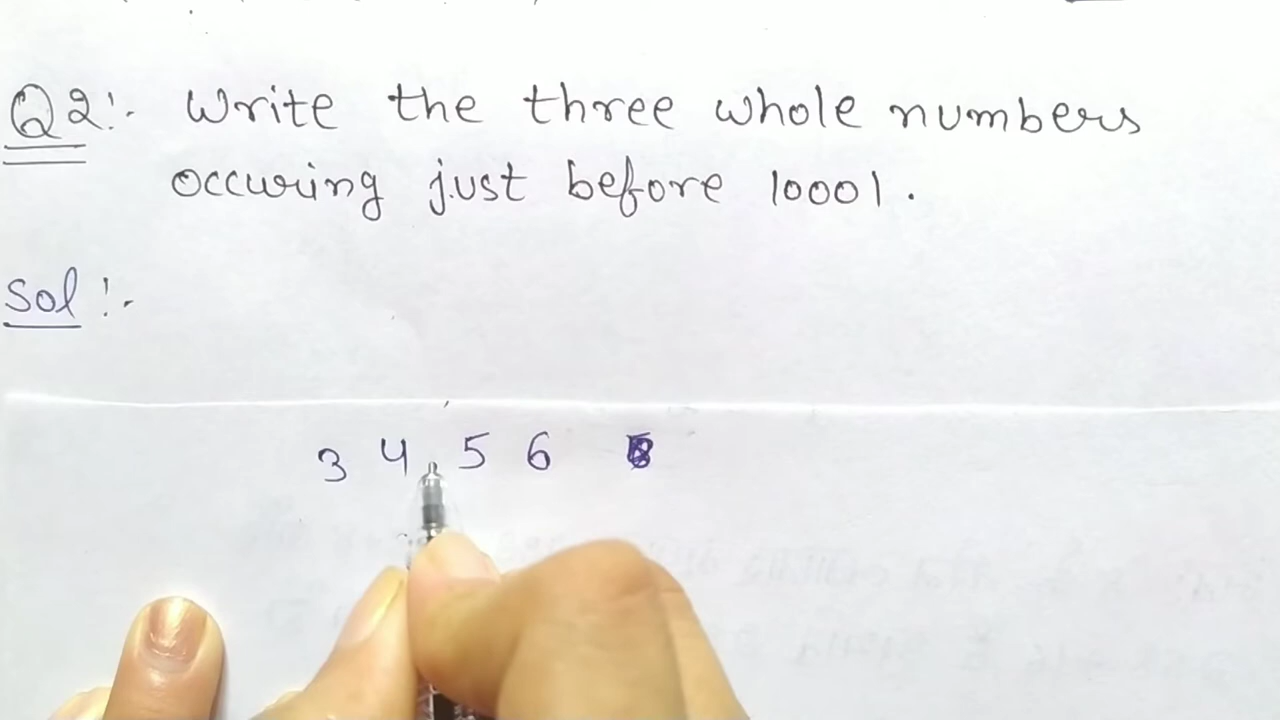 Q2:- Write the three whole numbers
occuring just before 10001.
Sol:-
3 4 5 6